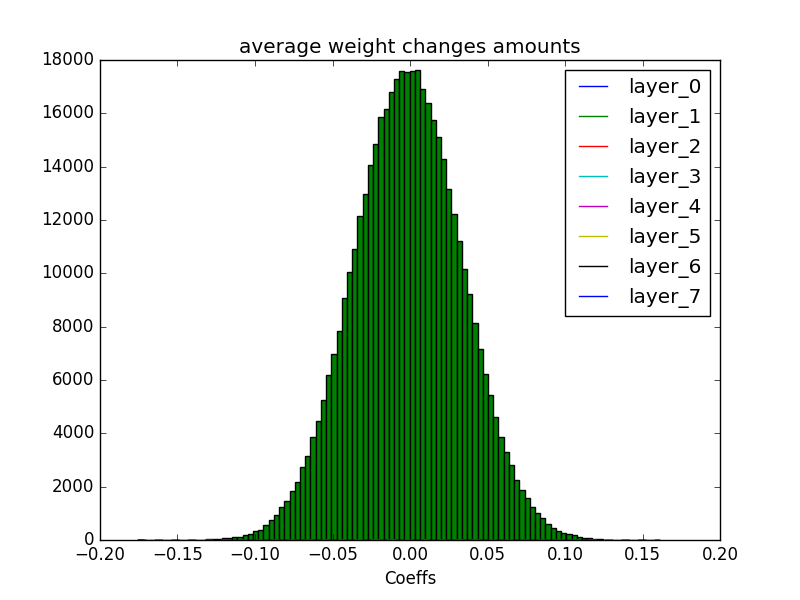 average weight changes amounts
18000
16000
14000
12000
10000
8000
6000
4000
2000
0
layer_0
layer_1
layer_2
layer_3
layer_4
layer_5
layer_6
layer_7
−0.20 −0.15 −0.10 −0.05 0.00 0.05 0.10 0.15 0.20
Coeffs